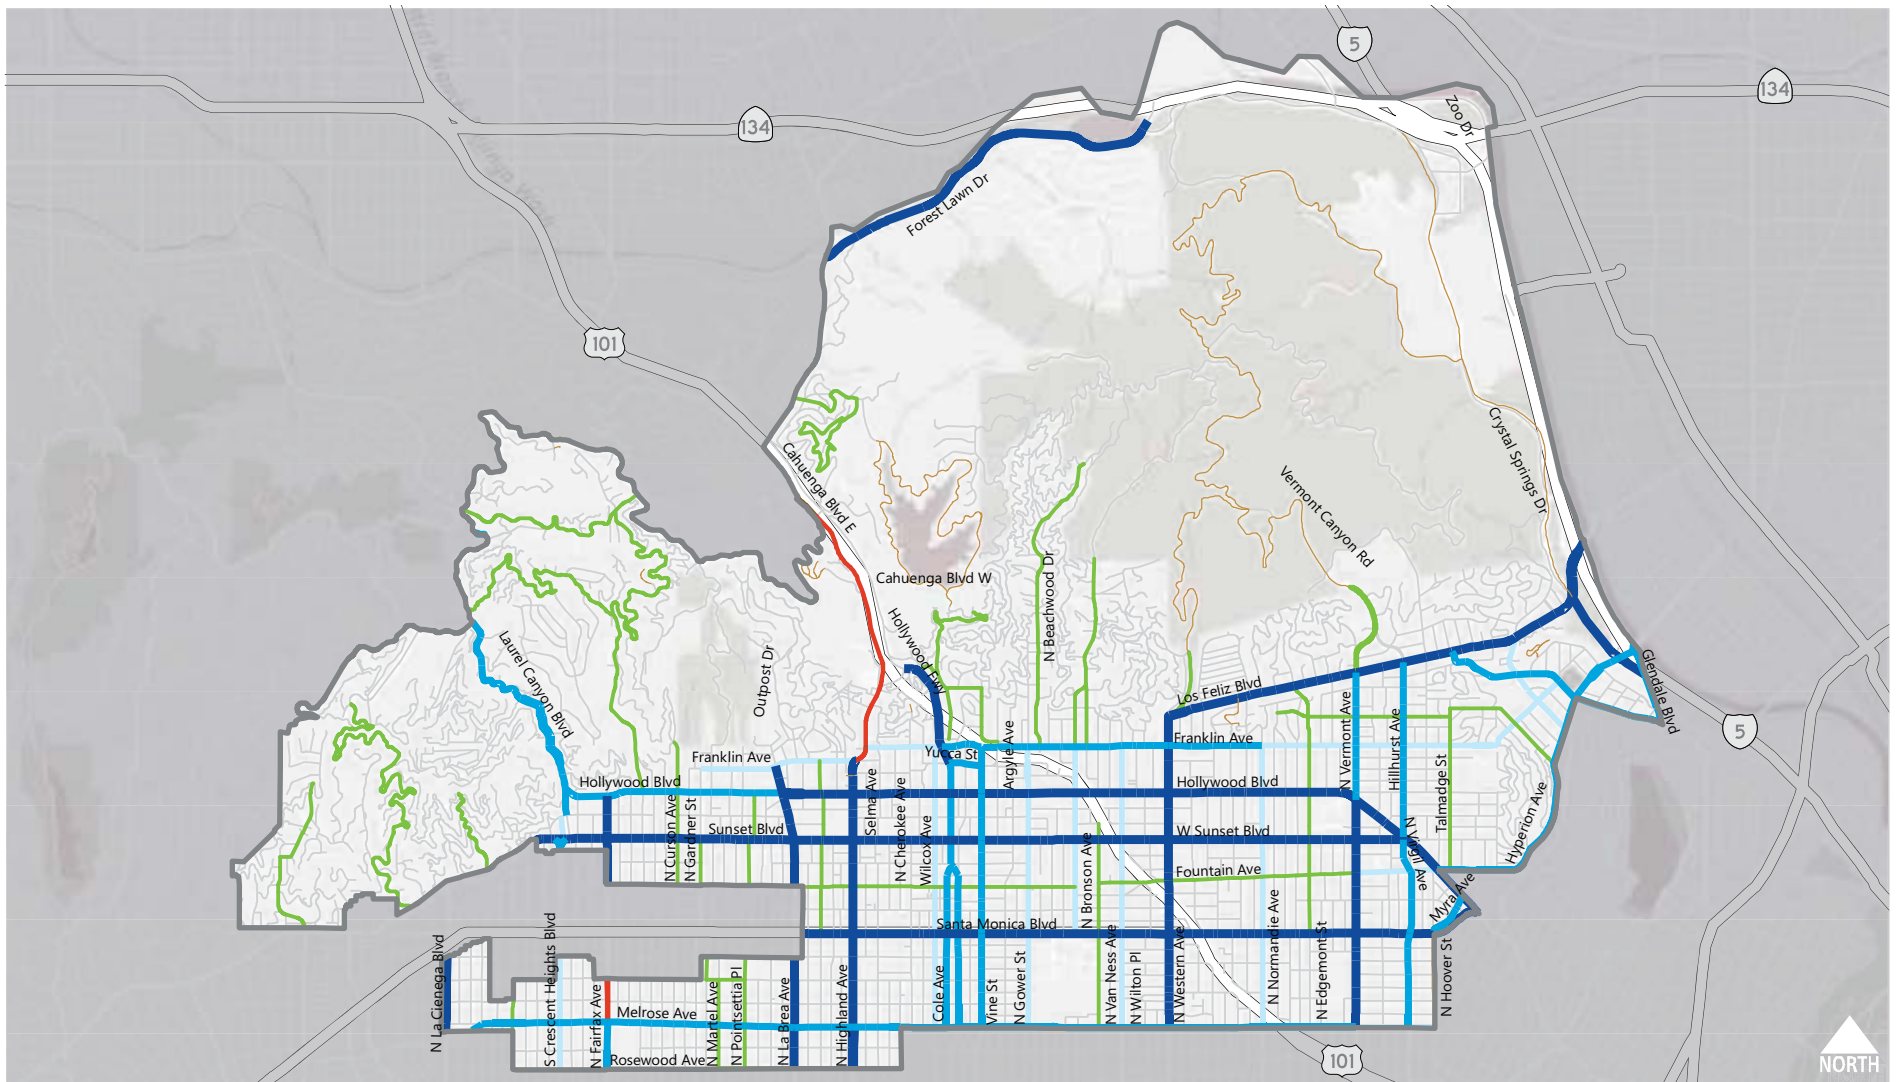 5
134
134
Zoo Dr
Forest Lawn Dr
101
Crystal Springs Dr
Cahuenga Blvd E
Vermont Canyon Rd
Cahuenga Blvd W
N Beachwood Dr
Hollywood Fwy
Laurel Canyon Blvd
Outpost Dr
Los Feliz Blvd
Glendale Blvd
5
Franklin Ave
Yucca St
Argyle Ave
Franklin Ave
N Vermont Ave
Hillhurst Ave
Talmadge St
Hyperion Ave
Hollywood Blvd
Hollywood Blvd
N Curson Ave
N Gardner St
Sunset Blvd
Selma Ave
N Cherokee Ave
Wilcox Ave
W Sunset Blvd
N Virgil Ave
Fountain Ave
N Bronson Ave
Myra Ave
Santa Monica Blvd
N La Cienega Blvd
S Crescent Heights Blvd
N Fairfax Ave
Melrose Ave
Rosewood Ave
N Martel Ave
N Poinsettia Pl
N La Brea Ave
N Highland Ave
Cole Ave
Vine St
N Gower St
N Van Ness Ave
N Wilton Pl
N Western Ave
N Normandie Ave
N Edgemont St
N Hoover St
101
NORTH